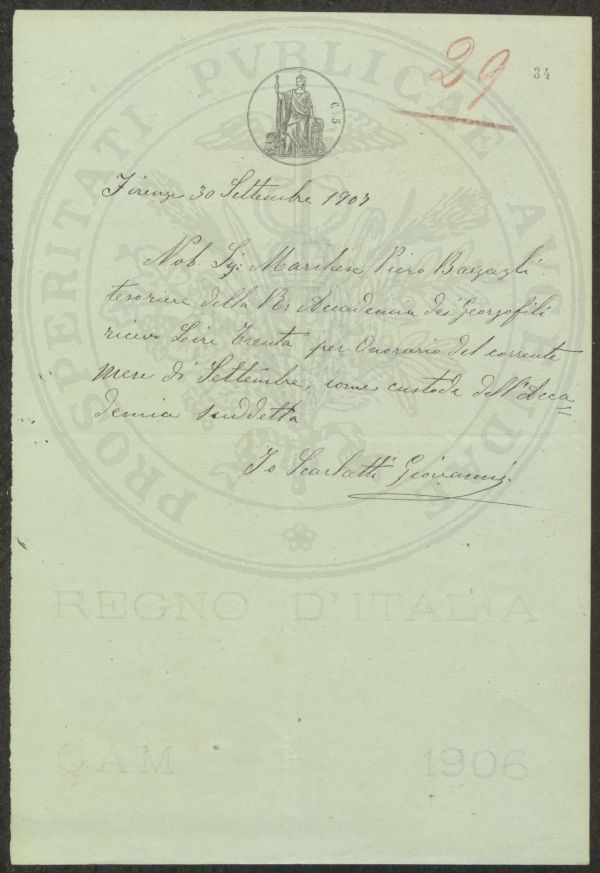 29
34
C. 5
PROSPERITATI PVBLICAE AVGENDAE
Firenze 30 Settembre 1907
Nob. Sig: Marchese Piero Bargagli
tesoriere della R: Accademia dei Georgofili
ricevo Lire Trenta per Onorario del corrente
mese di Settembre, come custode dell'Acca=
demia suddetta
Io Scarlatti Giovanni.
REGNO D'ITALIA
CAM 1906